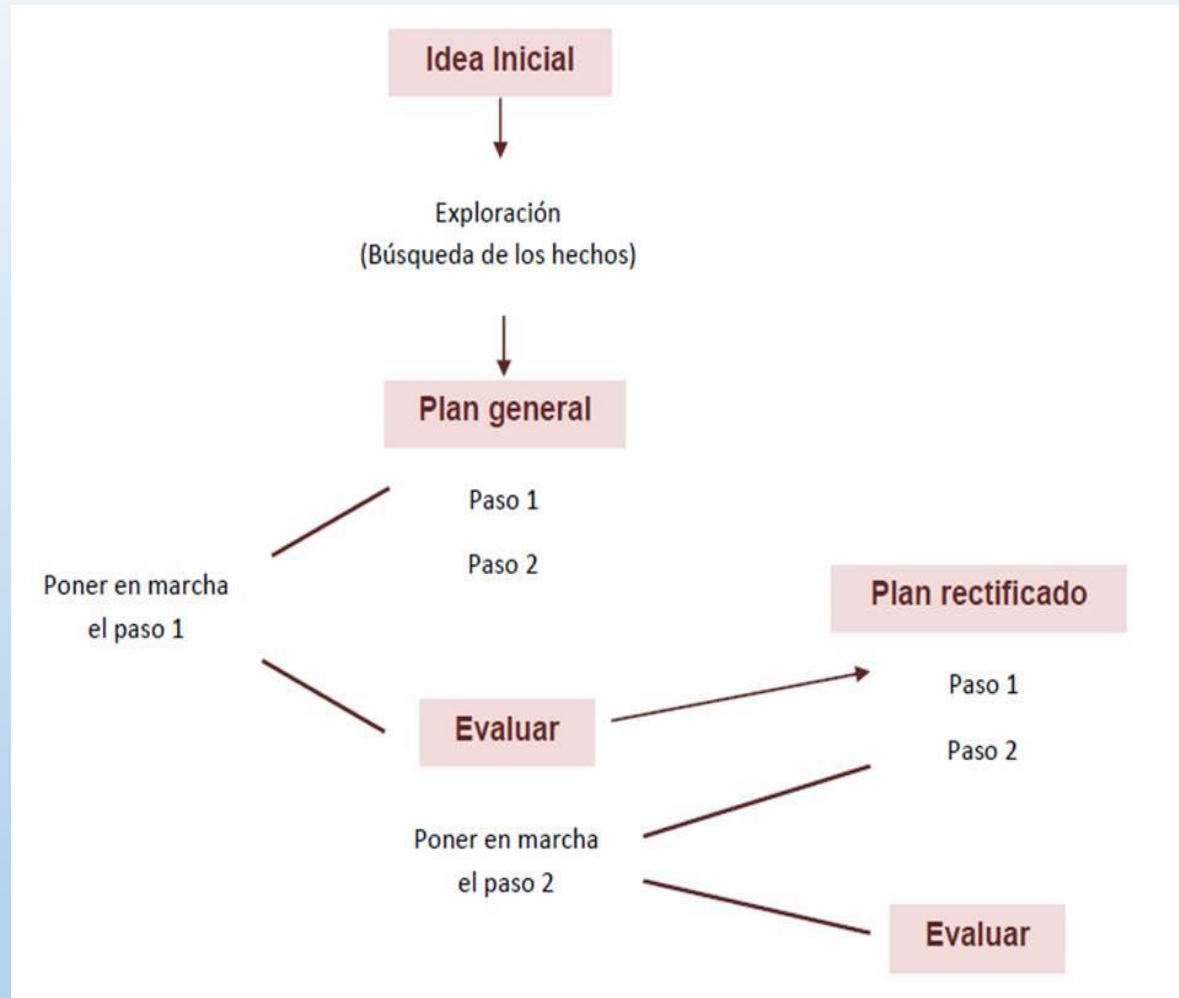 Idea Inicial
Exploración
(Búsqueda de los hechos)
Plan general
Paso 1
Paso 2
Poner en marcha
el paso 1
Evaluar
Plan rectificado
Paso 1
Paso 2
Poner en marcha
el paso 2
Evaluar